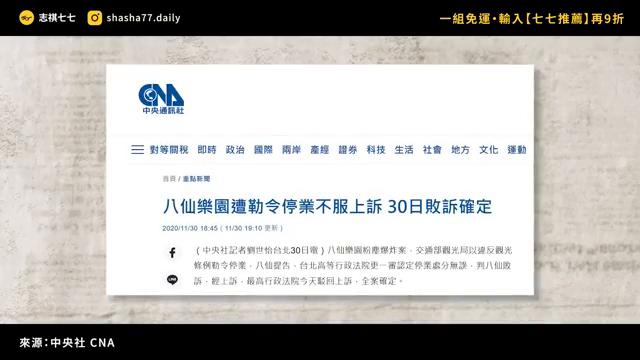 志祺七七 shasha77.daily
一組免運•輸入【七七推薦】再9折
CNA
中央通訊社
對等關稅 即時 政治 國際 兩岸 產經 證券 科技 生活 社會 地方 文化 運動
首頁 / 重點新聞
八仙樂園遭勒令停業不服上訴 30日敗訴確定
2020/11/30 18:45（11/30 19:10 更新）
（中央社記者劉世怡台北30日電）八仙樂園粉塵爆炸案，交通部觀光局以違反觀光
條例勒令停業，八仙提告，台北高等行政法院更一審認定停業處分無誤，判八仙敗
訴，經上訴，最高行政法院今天駁回上訴，全案確定。
LINE
來源：中央社 CNA